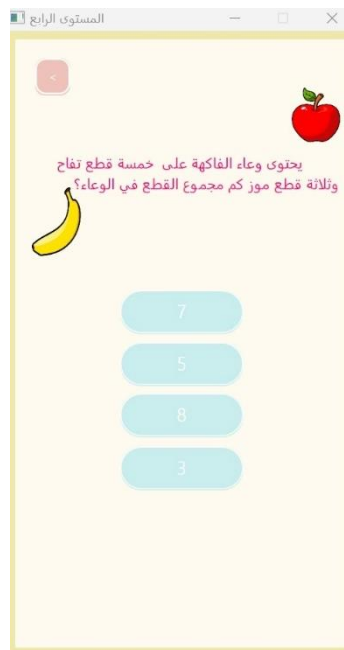 المستوى الرابع
<
يحتوى وعاء الفاكهة على خمسة قطع تفاح
وثلاثة قطع موز كم مجموع القطع في الوعاء؟
7
5
8
3